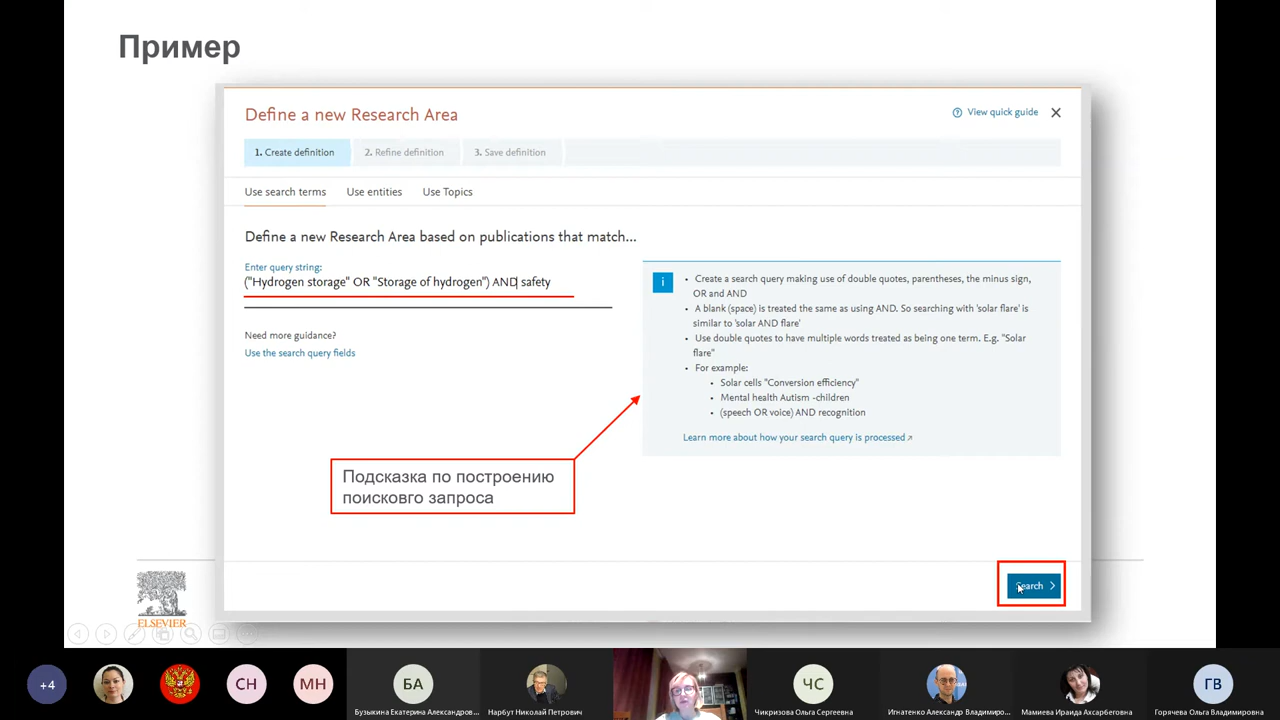 Пример
Define a new Research Area
View quick guide
1. Create definition
2. Refine definition
3. Save definition
Use search terms
Use entities
Use Topics
Define a new Research Area based on publications that match...
Enter query string:
("Hydrogen storage" OR "Storage of hydrogen") AND safety
Need more guidance?
Use the search query fields
i
• Create a search query making use of double quotes, parentheses, the minus sign,
OR and AND
• A blank (space) is treated the same as using AND. So searching with 'solar flare' is
similar to 'solar AND flare'
• Use double quotes to have multiple words treated as being one term. E.g. "Solar
flare"
• For example:
• Solar cells "Conversion efficiency"
• Mental health Autism -children
• (speech OR voice) AND recognition
Learn more about how your search query is processed
Подсказка по построению
поисковго запроса
Search
ELSEVIER
+4
СН
МН
БА
ЧС
ГВ
Бузыкина Екатерина Александров...
Нарбут Николай Петрович
Чикризова Ольга Сергеевна
Игнатенко Александр Владимиро...
Мамиева Ираида Ахсарбеговна
Горячева Ольга Владимировна